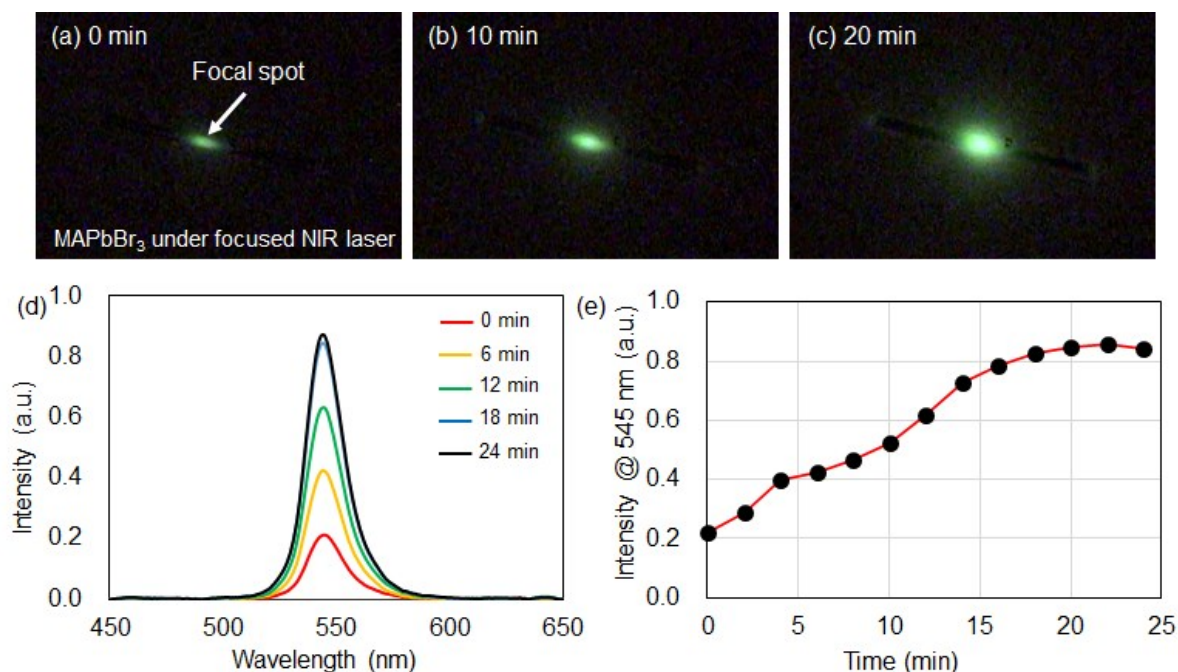 (a) 0 min
Focal spot
MAPbBr₃ under focused NIR laser
(b) 10 min
(c) 20 min
(d)
Intensity (a.u.)
1.0
0.8
0.6
0.4
0.2
0.0
450
500
550
600
650
Wavelength (nm)
0 min
6 min
12 min
18 min
24 min
(e)
Intensity @ 545 nm (a.u.)
1.0
0.8
0.6
0.4
0.2
0.0
0
5
10
15
20
25
Time (min)